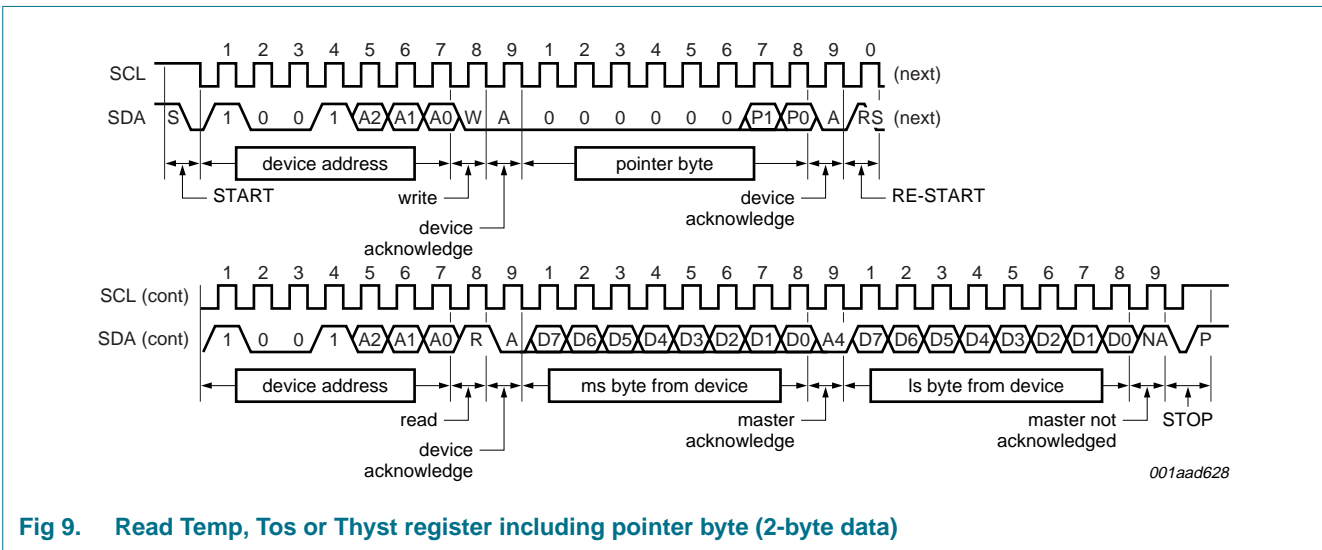 1 2 3 4 5 6 7 8 9 1 2 3 4 5 6 7 8 9 0
SCL (next)
SDA S 1 0 0 1 A2 A1 A0 W A 0 0 0 0 0 0 P1 P0 A RS (next)
device address pointer byte
START write device RE-START
acknowledge
device
acknowledge
1 2 3 4 5 6 7 8 9 1 2 3 4 5 6 7 8 9 1 2 3 4 5 6 7 8 9
SCL (cont)
SDA (cont) 1 0 0 1 A2 A1 A0 R A D7 D6 D5 D4 D3 D2 D1 D0 A4 D7 D6 D5 D4 D3 D2 D1 D0 NA P
device address ms byte from device ls byte from device
read master master not STOP
acknowledge acknowledged
device
acknowledge
001aad628
Fig 9. Read Temp, Tos or Thyst register including pointer byte (2-byte data)